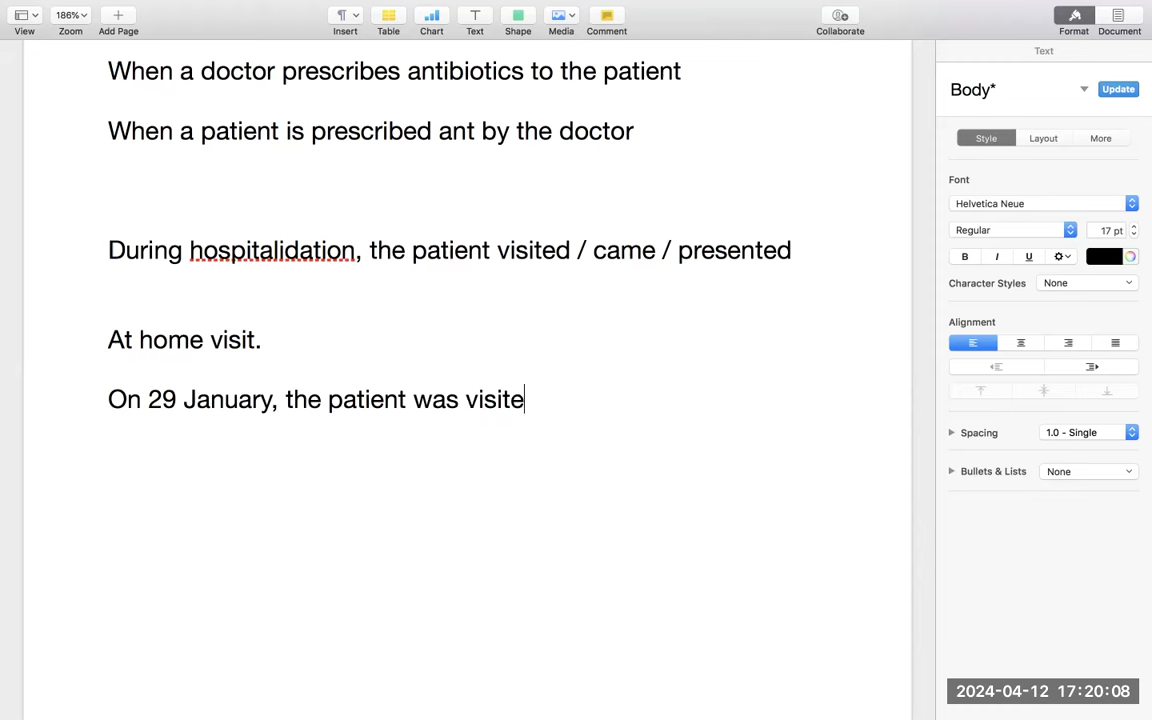 186%
View
Zoom
Add Page
Insert
Table
Chart
Text
Shape
Media
Comment
Collaborate
Format
Document
When a doctor prescribes antibiotics to the patient
When a patient is prescribed ant by the doctor
During hospitalidation, the patient visited / came / presented
At home visit.
On 29 January, the patient was visite
Text
Body*
Update
Style
Layout
More
Font
Helvetica Neue
Regular
17 pt
B I U
Character Styles
None
Alignment
Spacing
1.0 - Single
Bullets & Lists
None
2024-04-12 17:20:08